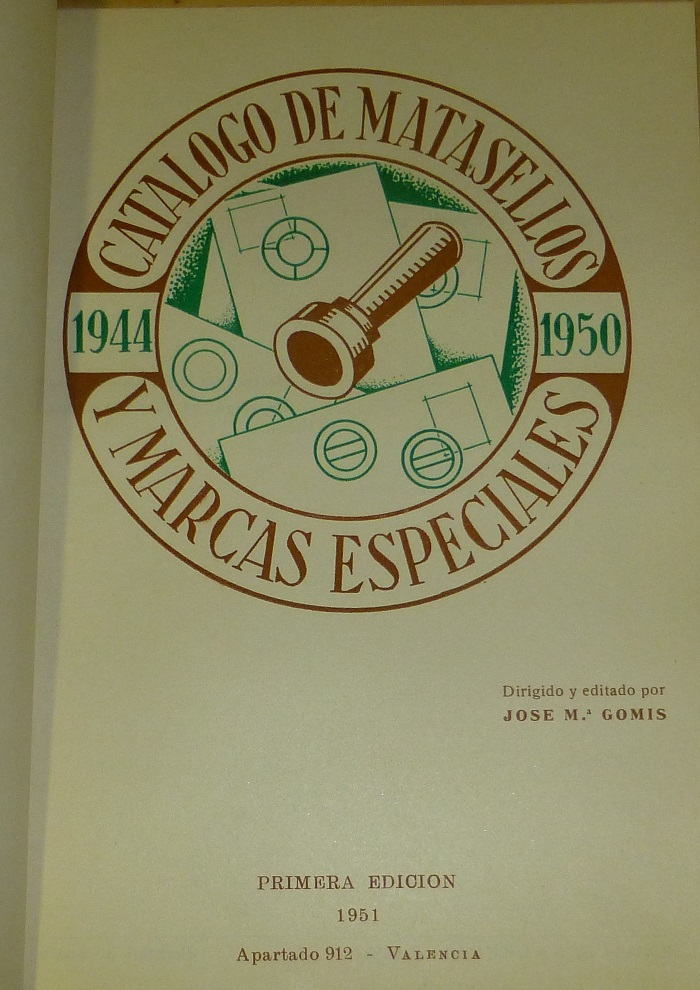 CATALOGO DE MATASELLOS
1944
1950
Y MARCAS ESPECIALES
Dirigido y editado por
JOSE M.ª GOMIS
PRIMERA EDICION
1951
Apartado 912 - VALENCIA